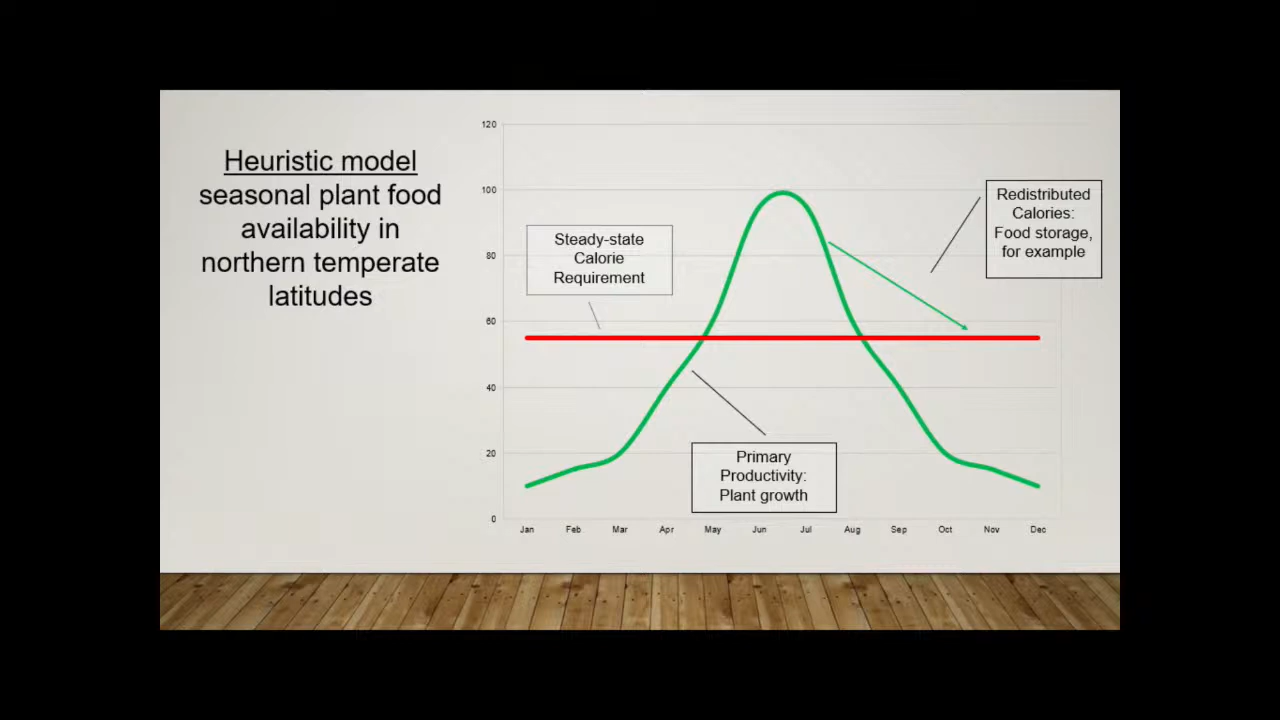 Heuristic model
seasonal plant food
availability in
northern temperate
latitudes
120
100
80
60
40
20
0
Steady-state
Calorie
Requirement
Redistributed
Calories:
Food storage,
for example
Primary
Productivity:
Plant growth
Jan Feb Mar Apr May Jun Jul Aug Sep Oct Nov Dec